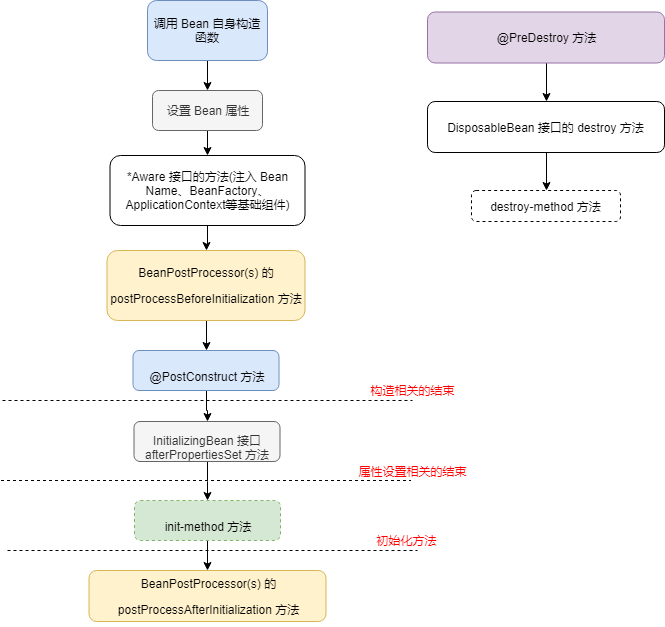 调用 Bean 自身构造
函数
设置 Bean 属性
*Aware 接口的方法(注入 Bean
Name、BeanFactory、
ApplicationContext等基础组件)
BeanPostProcessor(s) 的
postProcessBeforeInitialization 方法
@PostConstruct 方法
构造相关的结束
InitializingBean 接口
afterPropertiesSet 方法
属性设置相关的结束
init-method 方法
初始化方法
BeanPostProcessor(s) 的
postProcessAfterInitialization 方法
@PreDestroy 方法
DisposableBean 接口的 destroy 方法
destroy-method 方法